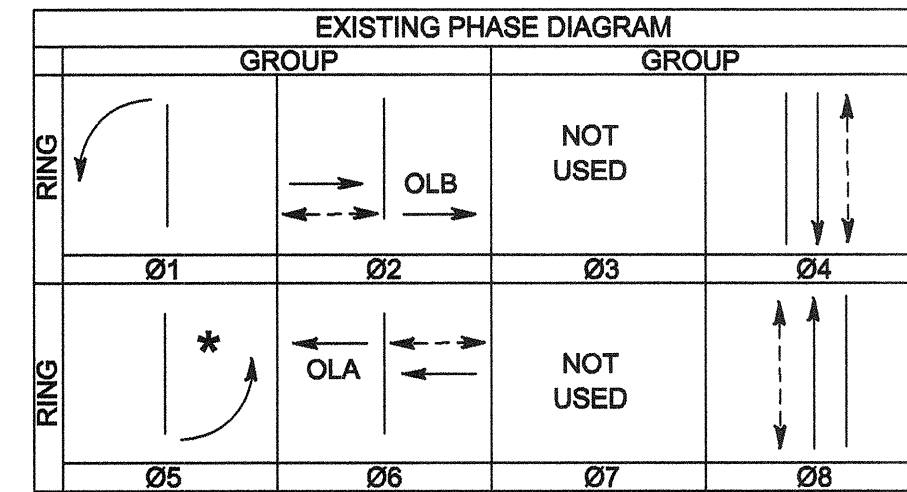 EXISTING PHASE DIAGRAM
GROUP GROUP
RING
OLB
NOT
USED
Ø1 Ø2 Ø3 Ø4
RING
*
OLA
NOT
USED
Ø5 Ø6 Ø7 Ø8